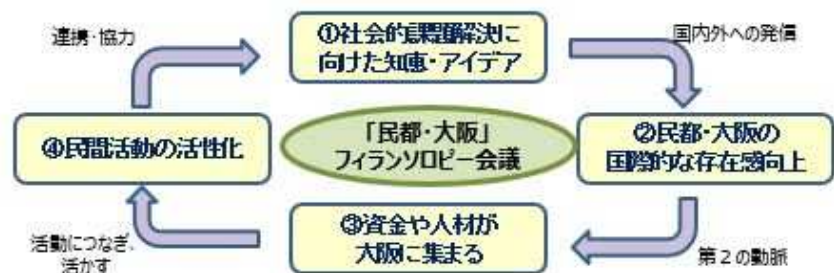 連携・協力
①社会的課題解決に
向けた知恵・アイデア
国内外への発信
④民間活動の活性化
「民都・大阪」
フィランソロピー会議
②民都・大阪の
国際的な存在感向上
活動につなぎ、
活かす
③資金や人材が
大阪に集まる
第２の動脈